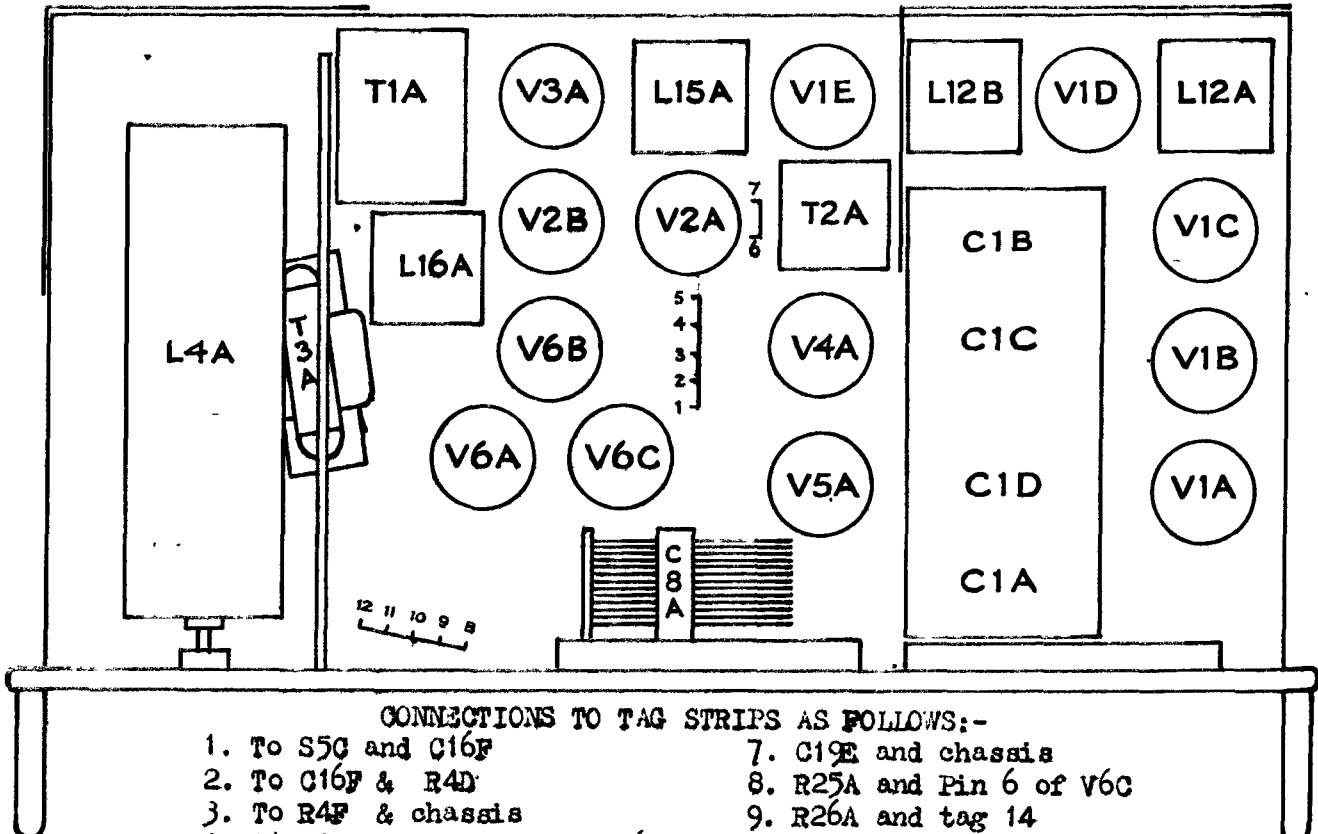 T1A V3A L15A V1E L12B V1D L12A
V2B V2A 7 6 T2A C1B V1C
L16A
L4A T3A V6B 5 4 3 2 1 V4A C1C V1B
V6A V6C V5A C1D V1A
C8A C1A
12 11 10 9 8
CONNECTIONS TO TAG STRIPS AS FOLLOWS:-
1. To S5C and C16F
2. To C16F & R4D
3. To R4F & chassis
7. C19E and chassis
8. R25A and Pin 6 of V6C
9. R26A and tag 14